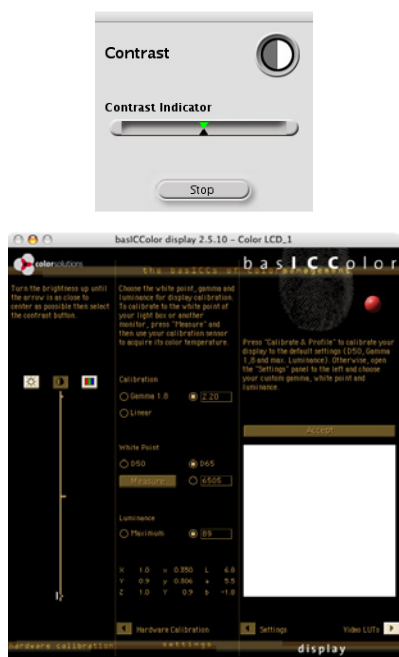 Contrast
Contrast Indicator
Stop
basICColor display 2.5.10 – Color LCD_1
colorsolutions
the basICCs of color management
basICColor
Turn the brightness up until
the arrow is as close to
center as possible then select
the contrast button.
Choose the white point, gamma and
luminance for display calibration.
To calibrate to the white point of
your light box or another
monitor, press "Measure" and
then use your calibration sensor
to acquire its color temperature.
Press "Calibrate & Profile" to calibrate your
display to the default settings (D50, Gamma
1,8 and max. Luminance). Otherwise, open
the "Settings" panel to the left and choose
your custom gamma, white point and
luminance.
Calibration
Gamma 1.8 2.20
Linear
Accept
White Point
D50 D65
Measure 6505
Luminance
Maximum 89
X 1.0 x 0.350 L 6.8
Y 0.9 y 0.306 a 5.5
Z 1.0 Y 0.9 b -1.8
Hardware Calibration
Settings
Video LUTs
hardware calibration
settings
display